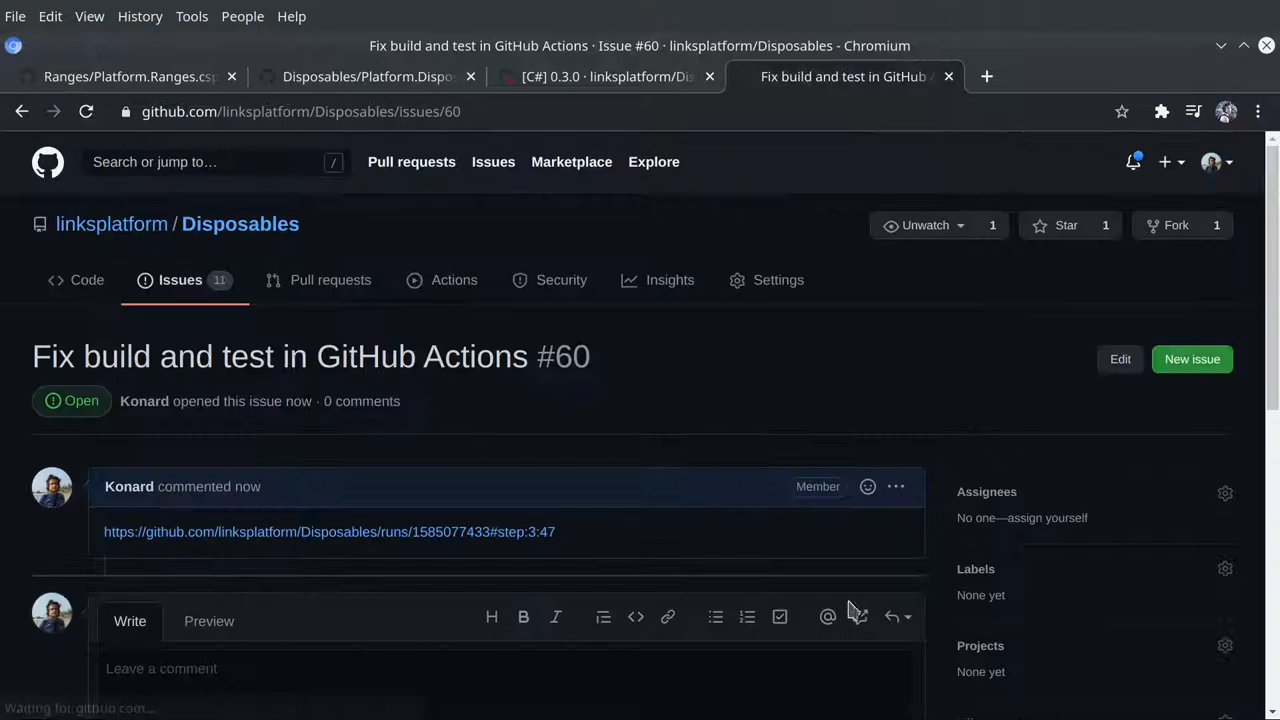 File Edit View History Tools People Help
Fix build and test in GitHub Actions · Issue #60 · linksplatform/Disposables - Chromium
Ranges/Platform.Ranges.csp
Disposables/Platform.Dispo
[C#] 0.3.0 · linksplatform/Dis
Fix build and test in GitHub
github.com/linksplatform/Disposables/issues/60
Search or jump to… / Pull requests Issues Marketplace Explore
linksplatform / Disposables
Unwatch 1 Star 1 Fork 1
Code Issues 11 Pull requests Actions Security Insights Settings
Fix build and test in GitHub Actions #60
Edit New issue
Open Konard opened this issue now · 0 comments
Konard commented now Member
https://github.com/linksplatform/Disposables/runs/1585077433#step:3:47
Assignees
No one—assign yourself
Labels
None yet
Projects
None yet
Write Preview
Leave a comment
Waiting for github.com...